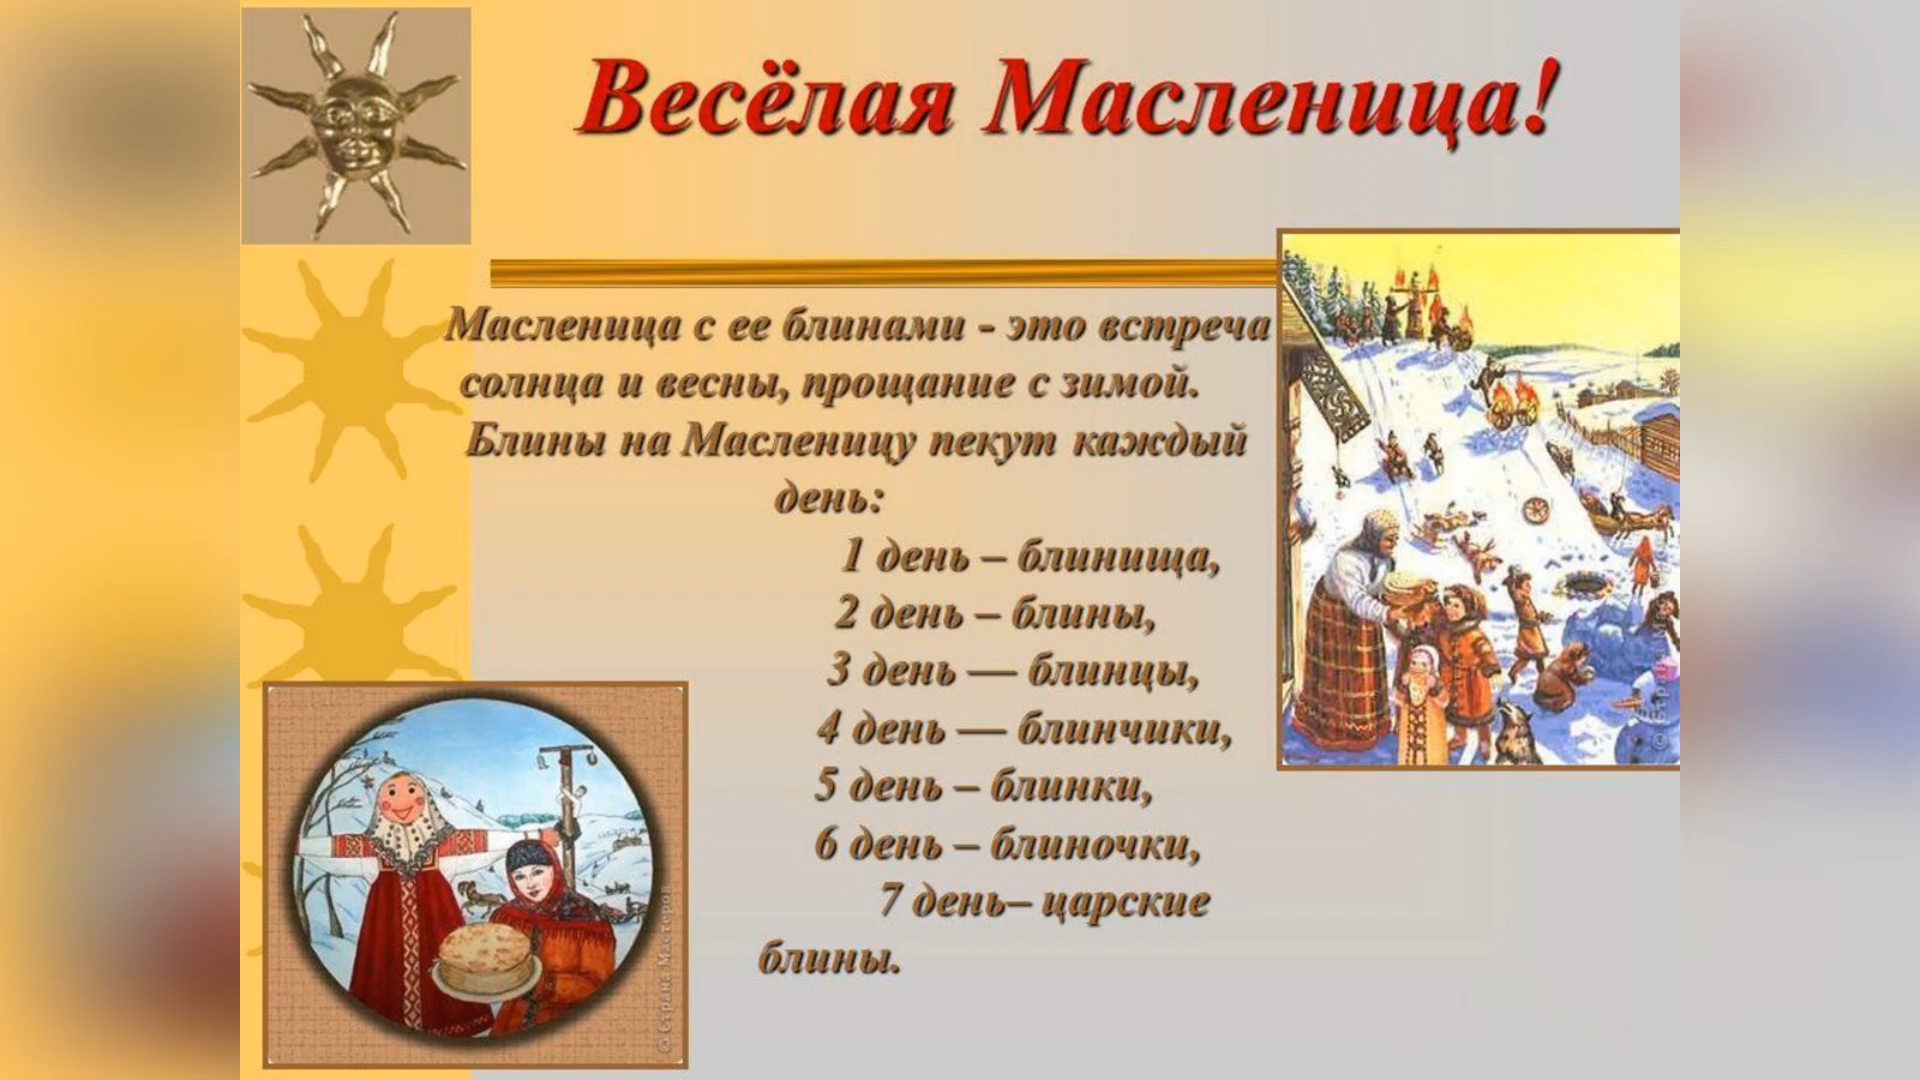 Весёлая Масленица!
Масленица с ее блинами - это встреча
солнца и весны, прощание с зимой.
Блины на Масленицу пекут каждый
день:
1 день – блинища,
2 день – блины,
3 день — блинцы,
4 день — блинчики,
5 день – блинки,
6 день – блиночки,
7 день– царские
блины.
© Страна Мастеров